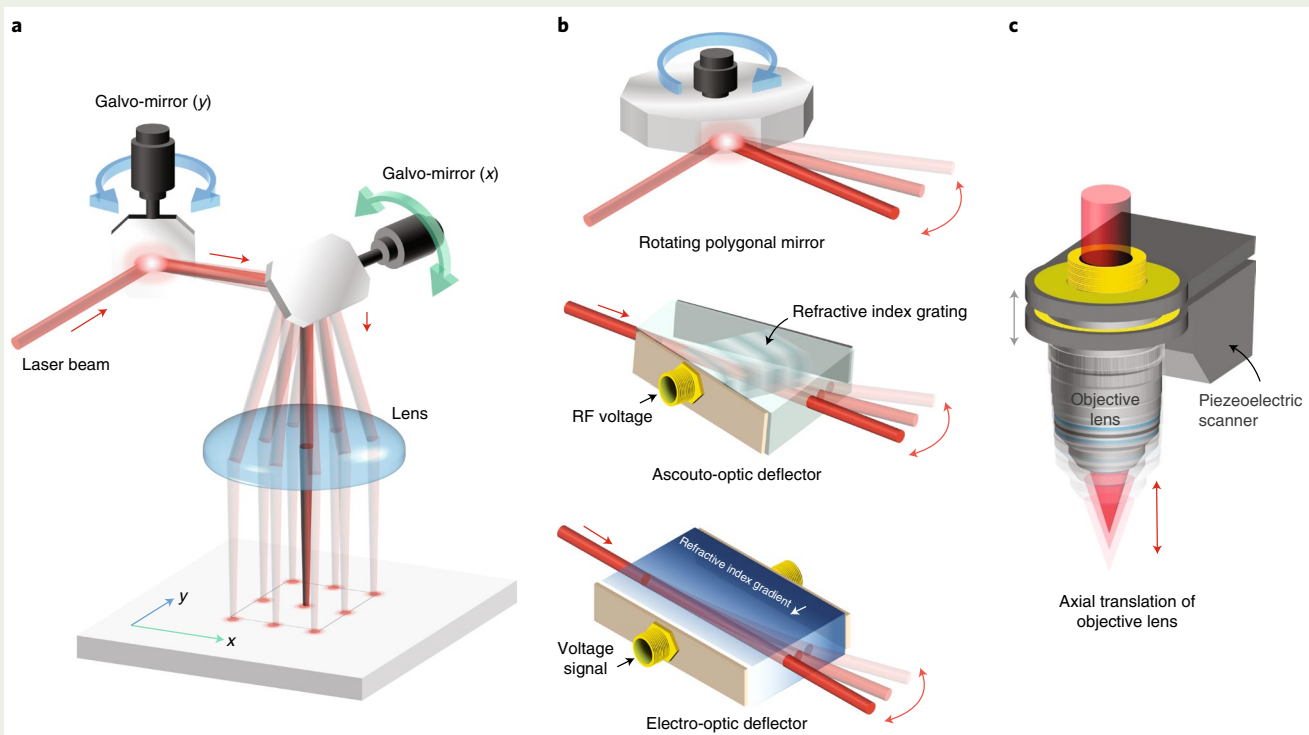 a
Galvo-mirror (y)
Galvo-mirror (x)
Laser beam
Lens
y
x
b
Rotating polygonal mirror
Refractive index grating
RF voltage
Ascouto-optic deflector
Refractive index gradient
Voltage
signal
Electro-optic deflector
c
Objective
lens
Piezoelectric
scanner
Axial translation of
objective lens